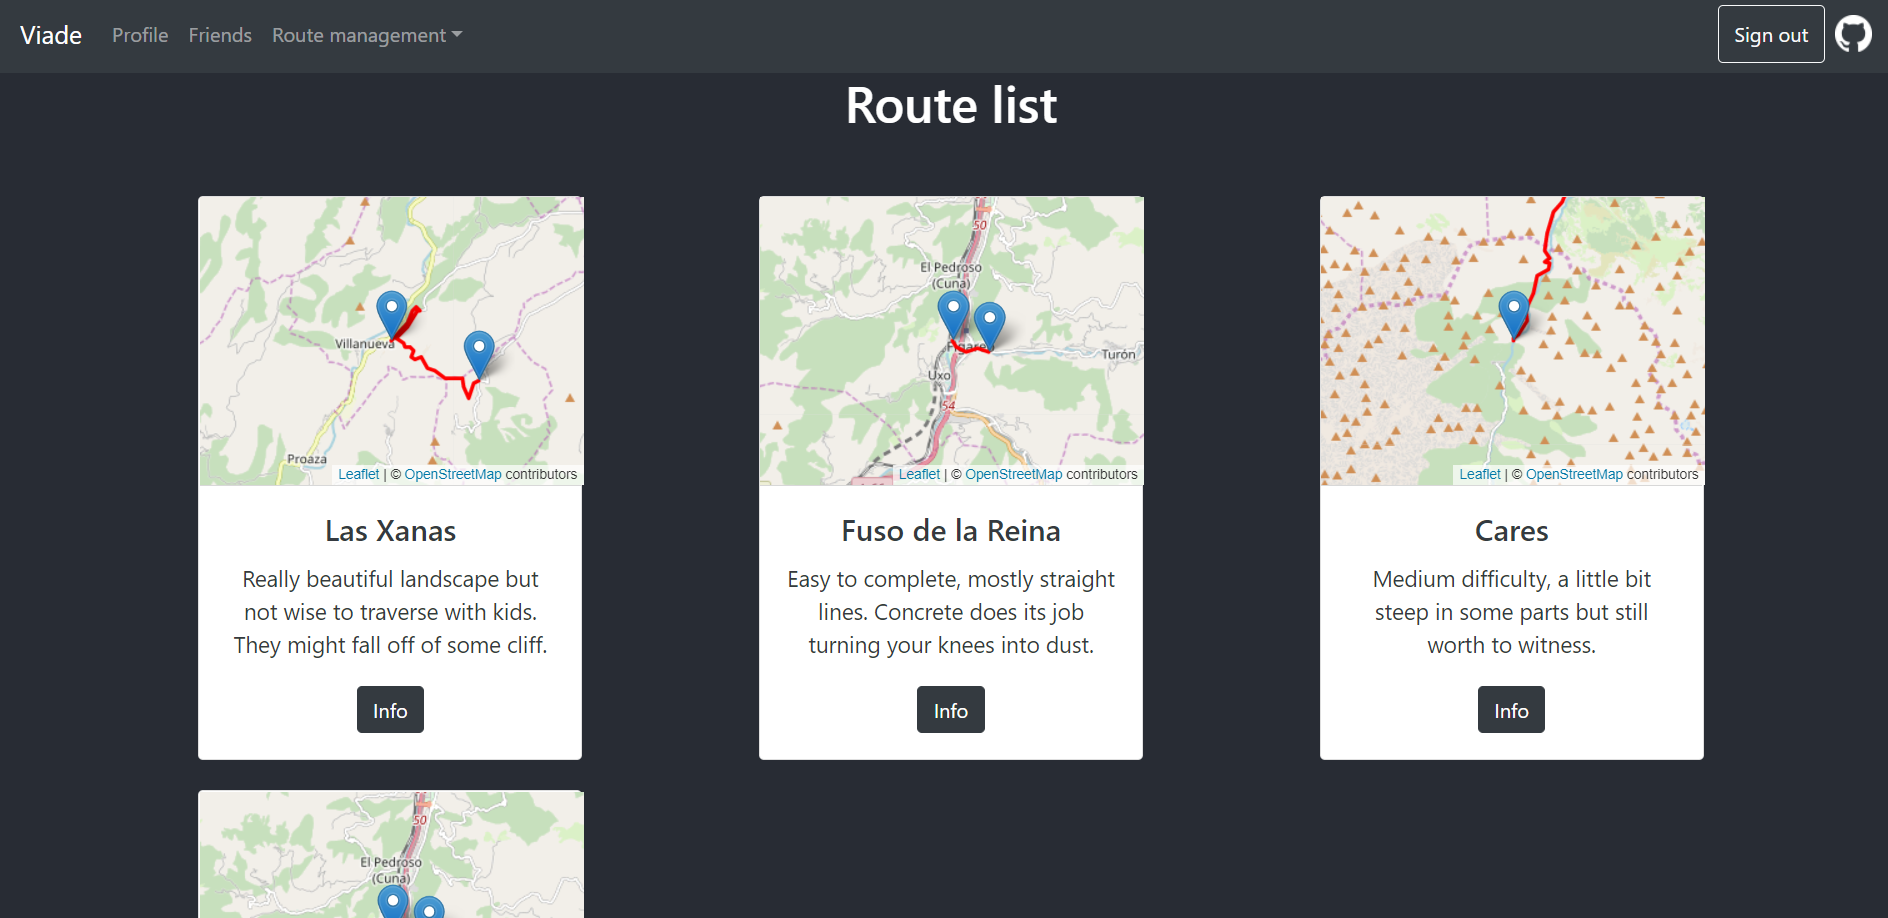 Viade Profile Friends Route management Sign out
Route list
Villanueva
Proaza
Leaflet | © OpenStreetMap contributors
Las Xanas
Really beautiful landscape but
not wise to traverse with kids.
They might fall off of some cliff.
Info
50
El Pedroso
(Cuna)
Turón
Uxo
54
Leaflet | © OpenStreetMap contributors
Fuso de la Reina
Easy to complete, mostly straight
lines. Concrete does its job
turning your knees into dust.
Info
Leaflet | © OpenStreetMap contributors
Cares
Medium difficulty, a little bit
steep in some parts but still
worth to witness.
Info
50
El Pedroso
(Cuna)